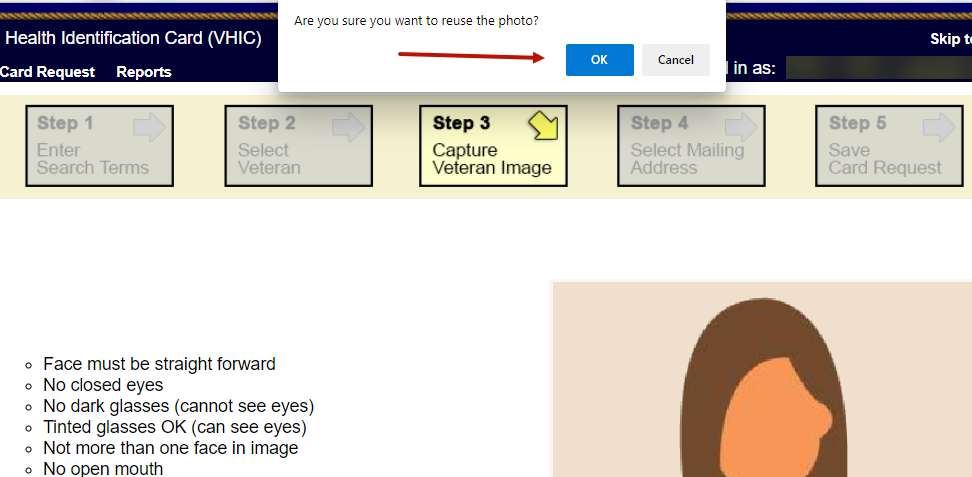 Are you sure you want to reuse the photo?
OK
Cancel
Health Identification Card (VHIC)
Skip
Card Request
Reports
in as:
Step 1
Enter
Search Terms
Step 2
Select
Veteran
Step 3
Capture
Veteran Image
Step 4
Select Mailing
Address
Step 5
Save
Card Request
Face must be straight forward
No closed eyes
No dark glasses (cannot see eyes)
Tinted glasses OK (can see eyes)
Not more than one face in image
No open mouth